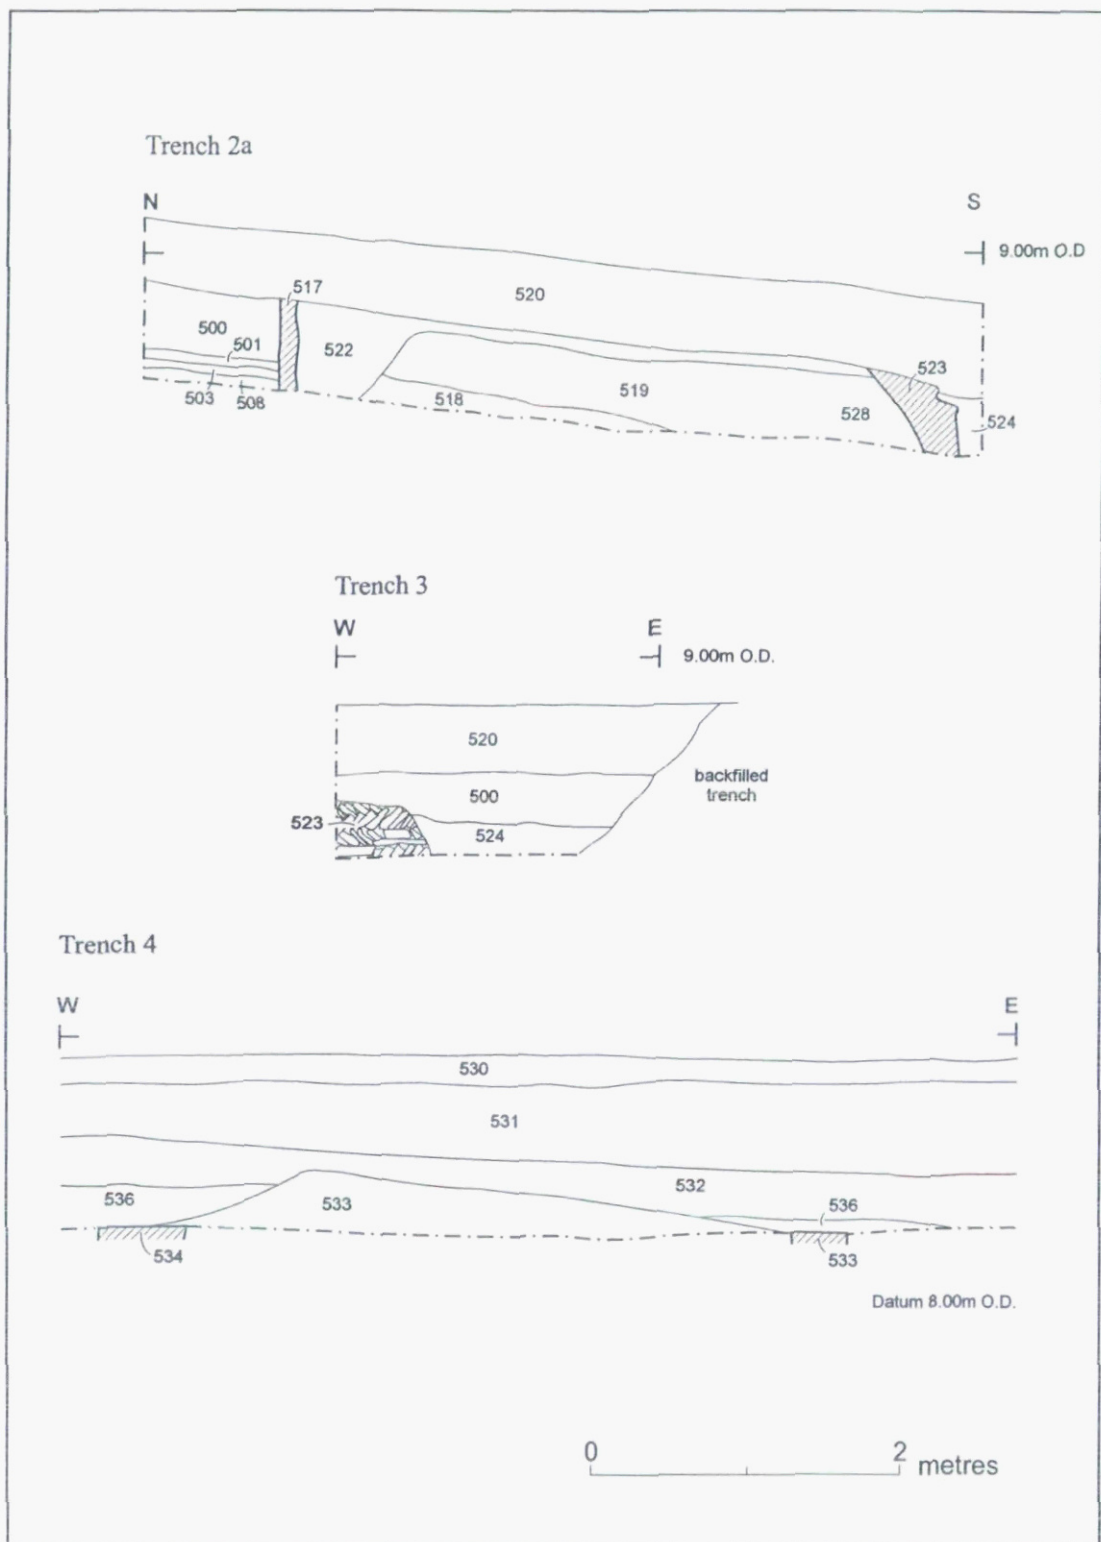 Trench 2a
N S
9.00m O.D
517
520
500
501
522
523
519
503 508
518
528
524
Trench 3
W E
9.00m O.D.
520
backfilled
trench
500
523
524
Trench 4
W E
530
531
532
536 533 536
534
533
Datum 8.00m O.D.
0 2 metres